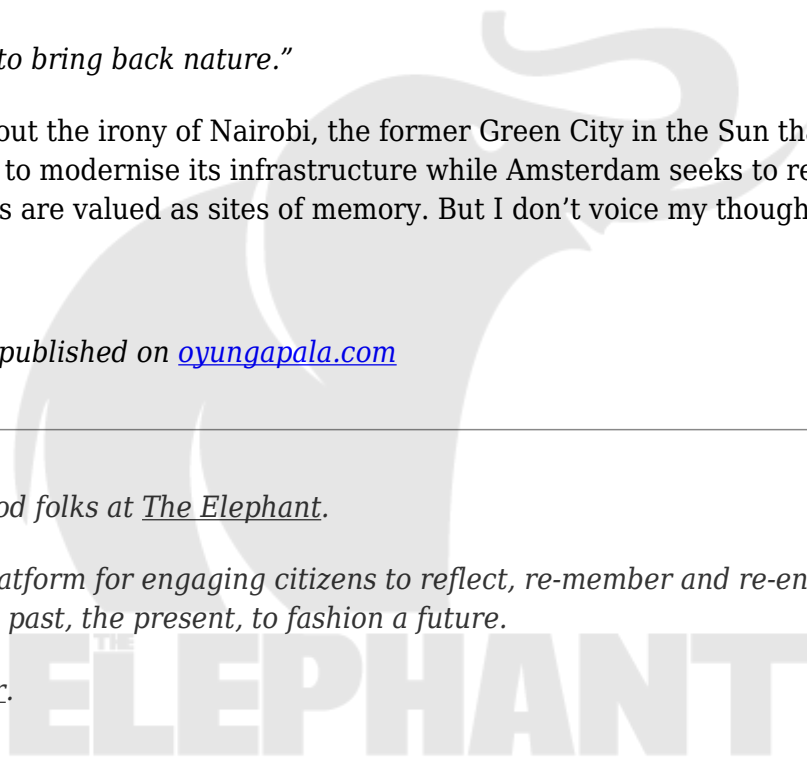 to bring back nature.”
out the irony of Nairobi, the former Green City in the Sun th
to modernise its infrastructure while Amsterdam seeks to re
s are valued as sites of memory. But I don’t voice my though
published on oyungapala.com
od folks at The Elephant.
atform for engaging citizens to reflect, re-member and re-en
past, the present, to fashion a future.
THE
ELEPHANT
r.